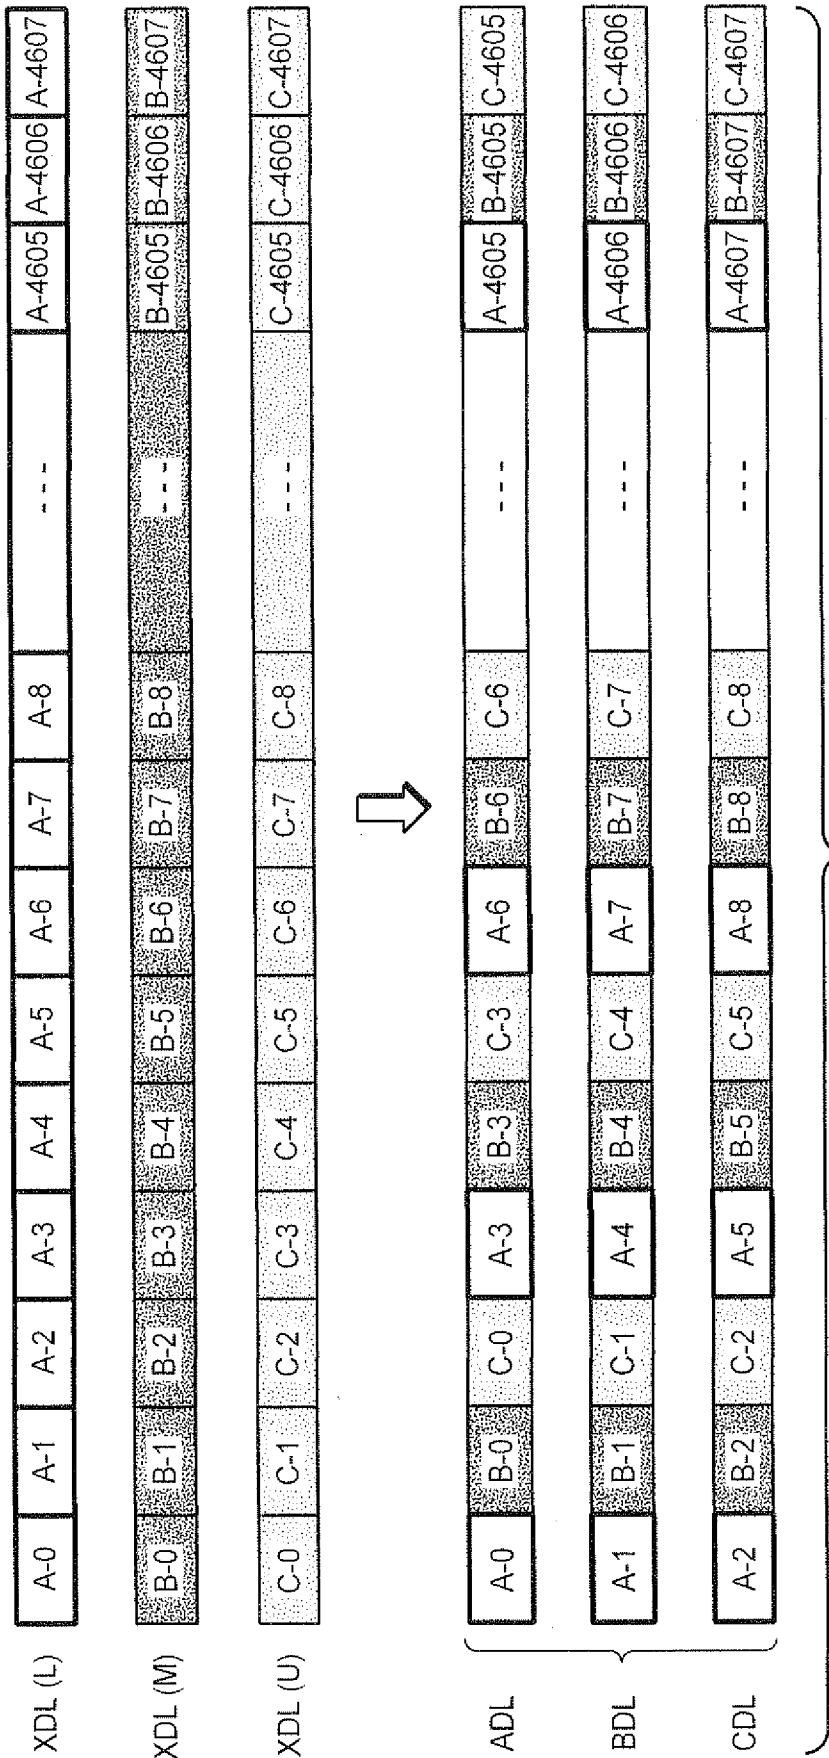 XDL (L) A-0 A-1 A-2 A-3 A-4 A-5 A-6 A-7 A-8 --- A-4605 A-4606 A-4607
XDL (M) B-0 B-1 B-2 B-3 B-4 B-5 B-6 B-7 B-8 --- B-4605 B-4606 B-4607
XDL (U) C-0 C-1 C-2 C-3 C-4 C-5 C-6 C-7 C-8 --- C-4605 C-4606 C-4607
ADL A-0 B-0 C-0 A-3 B-3 C-3 A-6 B-6 C-6 --- A-4605 B-4605 C-4605
BDL A-1 B-1 C-1 A-4 B-4 C-4 A-7 B-7 C-7 --- A-4606 B-4606 C-4606
CDL A-2 B-2 C-2 A-5 B-5 C-5 A-8 B-8 C-8 --- A-4607 B-4607 C-4607